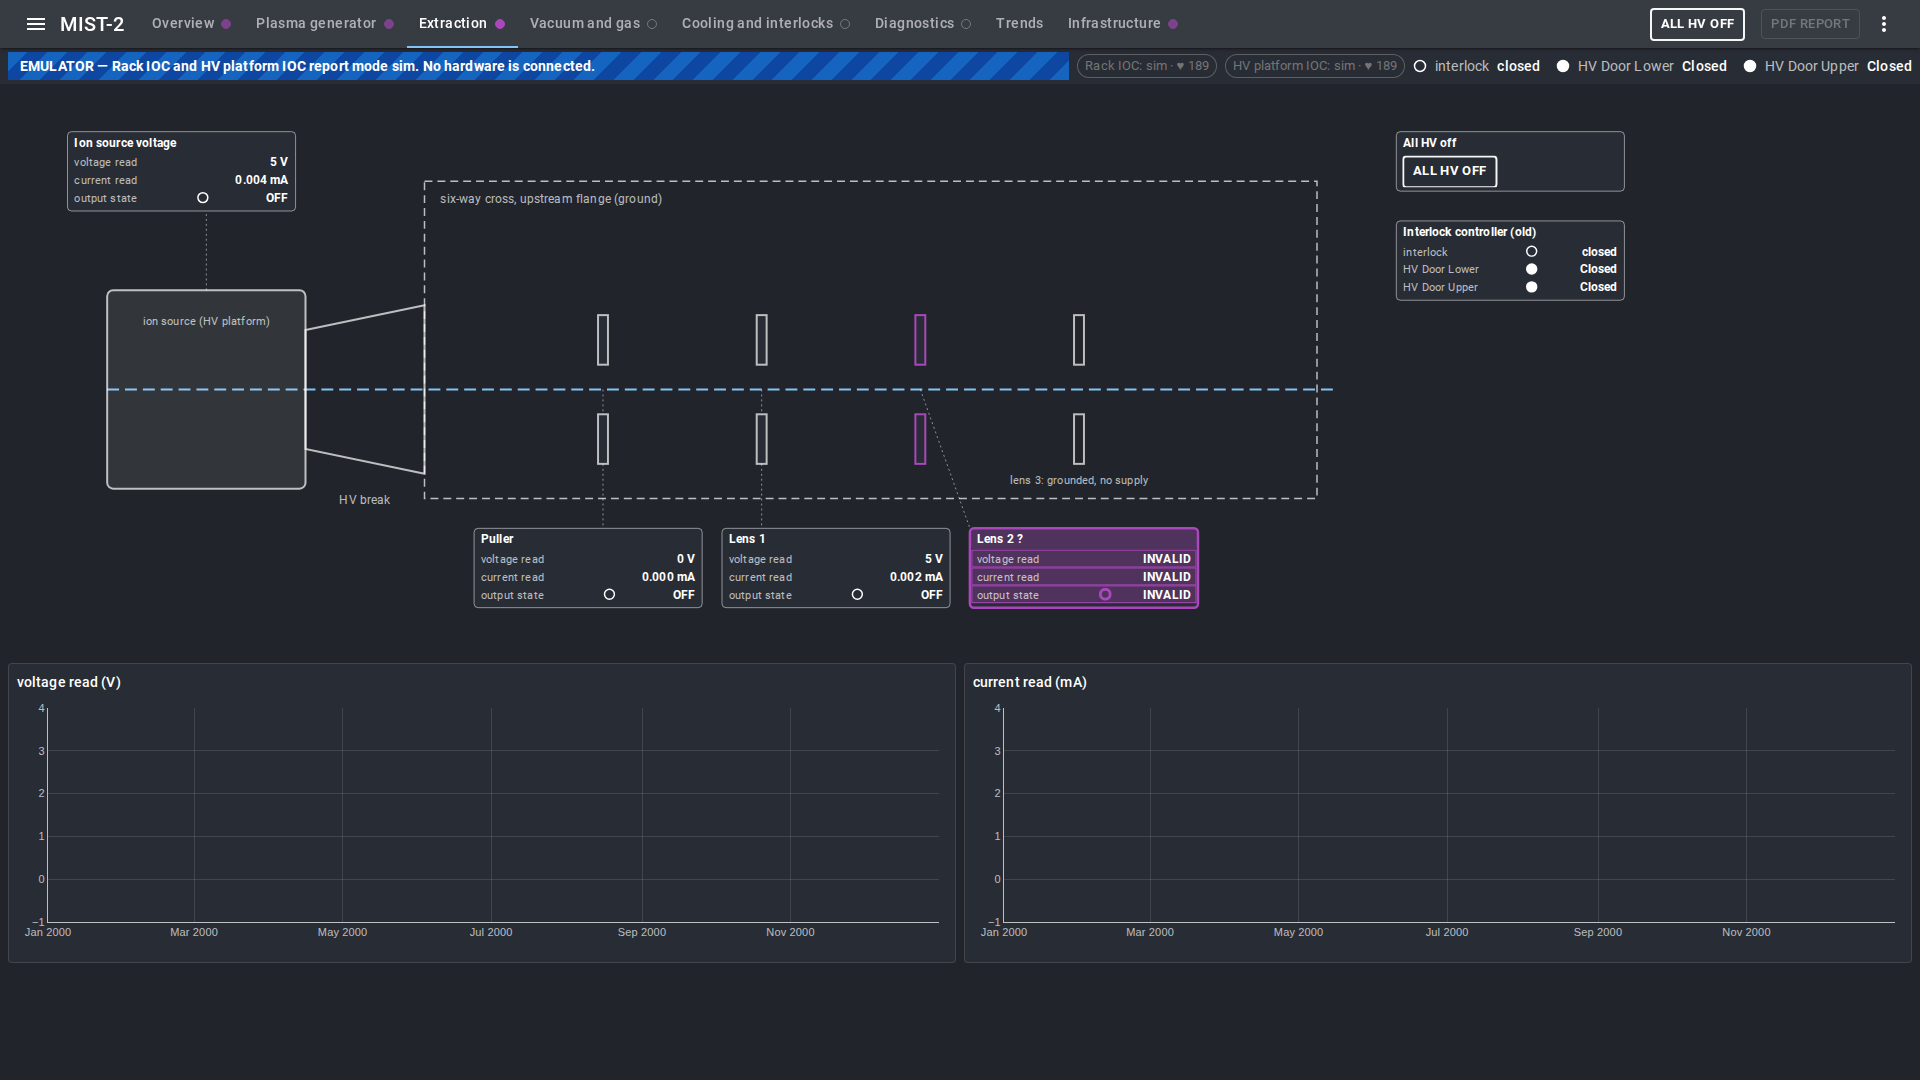 MIST-2
Overview
Plasma generator
Extraction
Vacuum and gas
Cooling and interlocks
Diagnostics
Trends
Infrastructure
ALL HV OFF
PDF REPORT
EMULATOR — Rack IOC and HV platform IOC report mode sim. No hardware is connected.
Rack IOC: sim · ♥ 189
HV platform IOC: sim · ♥ 189
interlock closed
HV Door Lower Closed
HV Door Upper Closed
Ion source voltage
voltage read 5 V
current read 0.004 mA
output state OFF
six-way cross, upstream flange (ground)
All HV off
ALL HV OFF
Interlock controller (old)
interlock closed
HV Door Lower Closed
HV Door Upper Closed
ion source (HV platform)
HV break
lens 3: grounded, no supply
Puller
voltage read 0 V
current read 0.000 mA
output state OFF
Lens 1
voltage read 5 V
current read 0.002 mA
output state OFF
Lens 2 ?
voltage read INVALID
current read INVALID
output state INVALID
voltage read (V)
4
3
2
1
0
−1
Jan 2000 Mar 2000 May 2000 Jul 2000 Sep 2000 Nov 2000
current read (mA)
4
3
2
1
0
−1
Jan 2000 Mar 2000 May 2000 Jul 2000 Sep 2000 Nov 2000